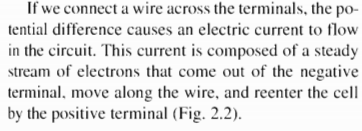 If we connect a wire across the terminals, the po-
tential difference causes an electric current to flow
in the circuit. This current is composed of a steady
stream of electrons that come out of the negative
terminal, move along the wire, and reenter the cell
by the positive terminal (Fig. 2.2).